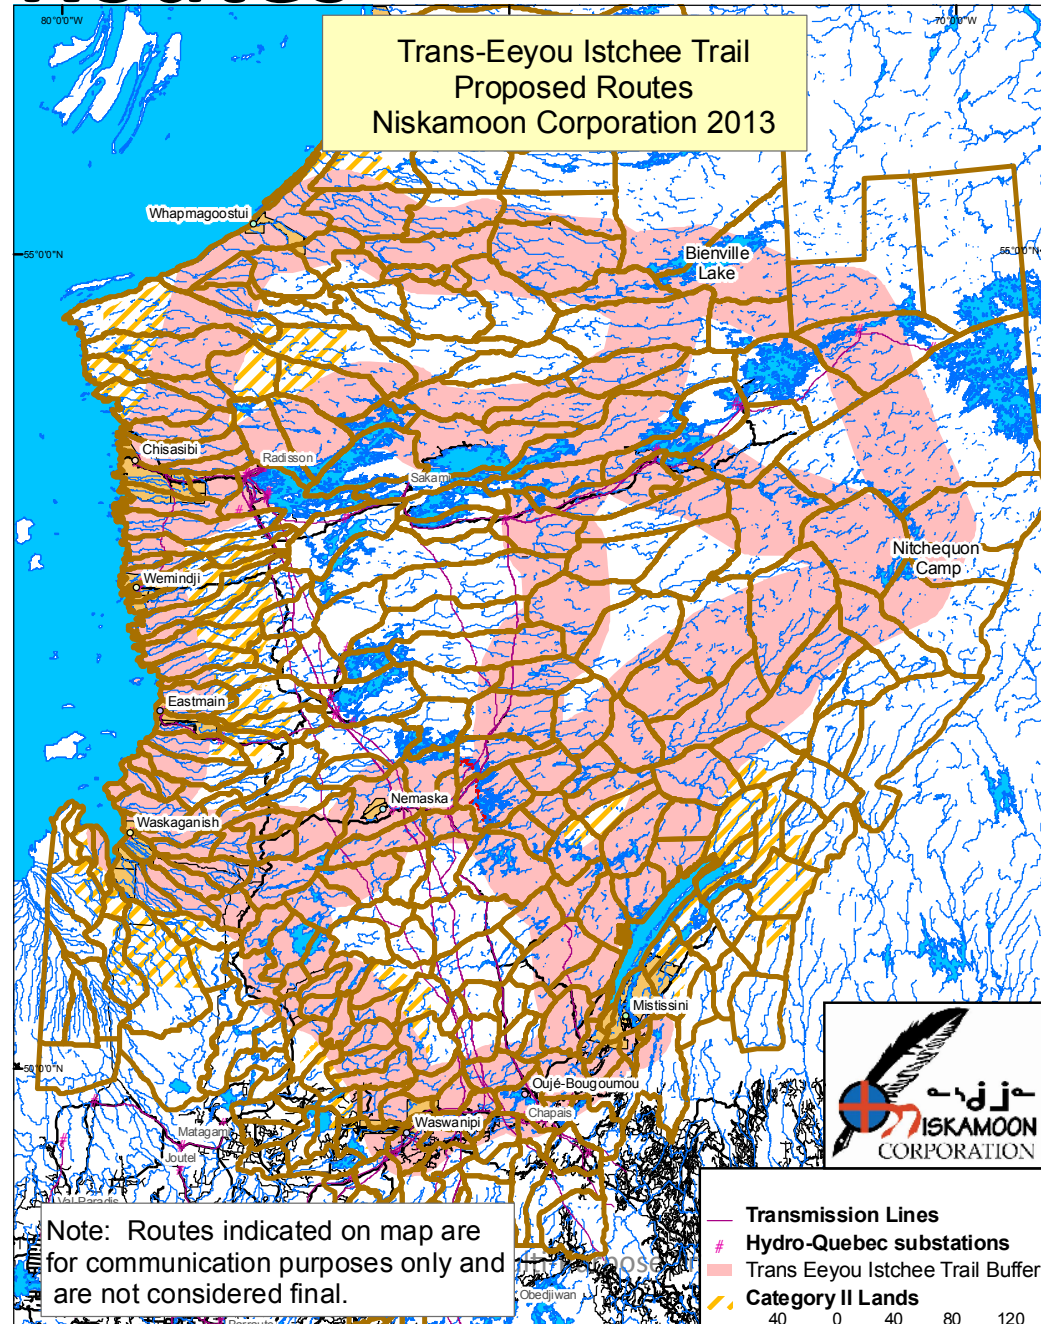 80°0'0"W
70°0'0"W
Trans-Eeyou Istchee Trail
Proposed Routes
Niskamoon Corporation 2013
Whapmagoostui
55°0'0"N
55°0'0"N
Bienville
Lake
Chisasibi
Radisson
Sakami
Nitchequon
Camp
Wemindji
Eastmain
Nemaska
Waskaganish
Mistissini
50°0'0"N
Oujé-Bougoumou
Chapais
Waswanipi
Matagami
Joutel
Val-Paradis
ᓂᔅᑳᒨᓐ
NISKAMOON
CORPORATION
Note: Routes indicated on map are
for communication purposes only and
are not considered final.
Obedjiwan
Transmission Lines
# Hydro-Quebec substations
Trans Eeyou Istchee Trail Buffer
Category II Lands
40 0 40 80 120